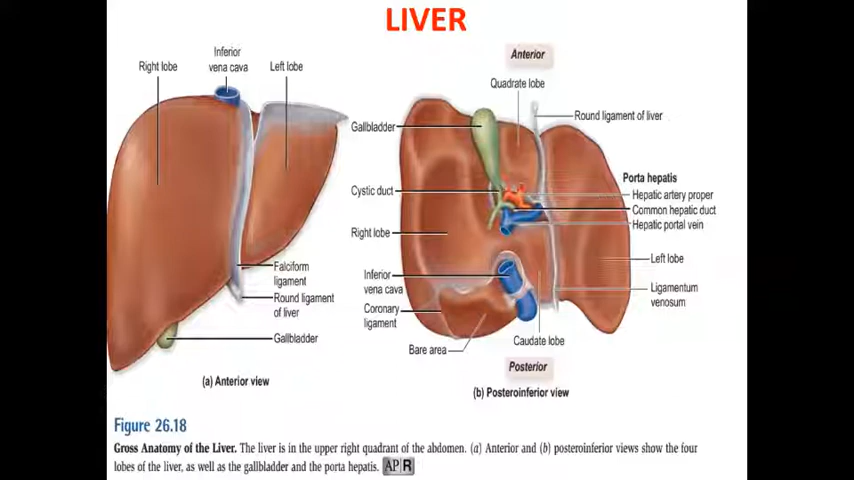 LIVER
Right lobe
Inferior
vena cava
Left lobe
Falciform
ligament
Round ligament
of liver
Gallbladder
(a) Anterior view
Anterior
Quadrate lobe
Round ligament of liver
Gallbladder
Porta hepatis
Cystic duct
Hepatic artery proper
Common hepatic duct
Hepatic portal vein
Right lobe
Left lobe
Inferior
vena cava
Ligamentum
venosum
Coronary
ligament
Caudate lobe
Bare area
Posterior
(b) Posteroinferior view
Figure 26.18
Gross Anatomy of the Liver. The liver is in the upper right quadrant of the abdomen. (a) Anterior and (b) posteroinferior views show the four
lobes of the liver, as well as the gallbladder and the porta hepatis. AP|R